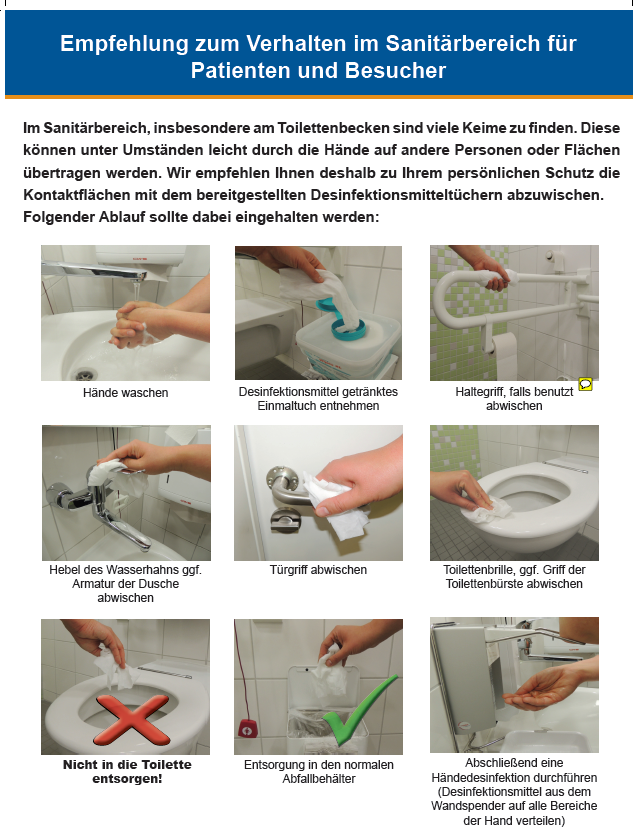 Empfehlung zum Verhalten im Sanitärbereich für
Patienten und Besucher
Im Sanitärbereich, insbesondere am Toilettenbecken sind viele Keime zu finden. Diese
können unter Umständen leicht durch die Hände auf andere Personen oder Flächen
übertragen werden. Wir empfehlen Ihnen deshalb zu Ihrem persönlichen Schutz die
Kontaktflächen mit dem bereitgestellten Desinfektionsmitteltüchern abzuwischen.
Folgender Ablauf sollte dabei eingehalten werden:
Hände waschen
Desinfektionsmittel getränktes
Einmaltuch entnehmen
Haltegriff, falls benutzt
abwischen
Hebel des Wasserhahns ggf.
Armatur der Dusche
abwischen
Türgriff abwischen
Toilettenbrille, ggf. Griff der
Toilettenbürste abwischen
Nicht in die Toilette
entsorgen!
Entsorgung in den normalen
Abfallbehälter
Abschließend eine
Händedesinfektion durchführen
(Desinfektionsmittel aus dem
Wandspender auf alle Bereiche
der Hand verteilen)